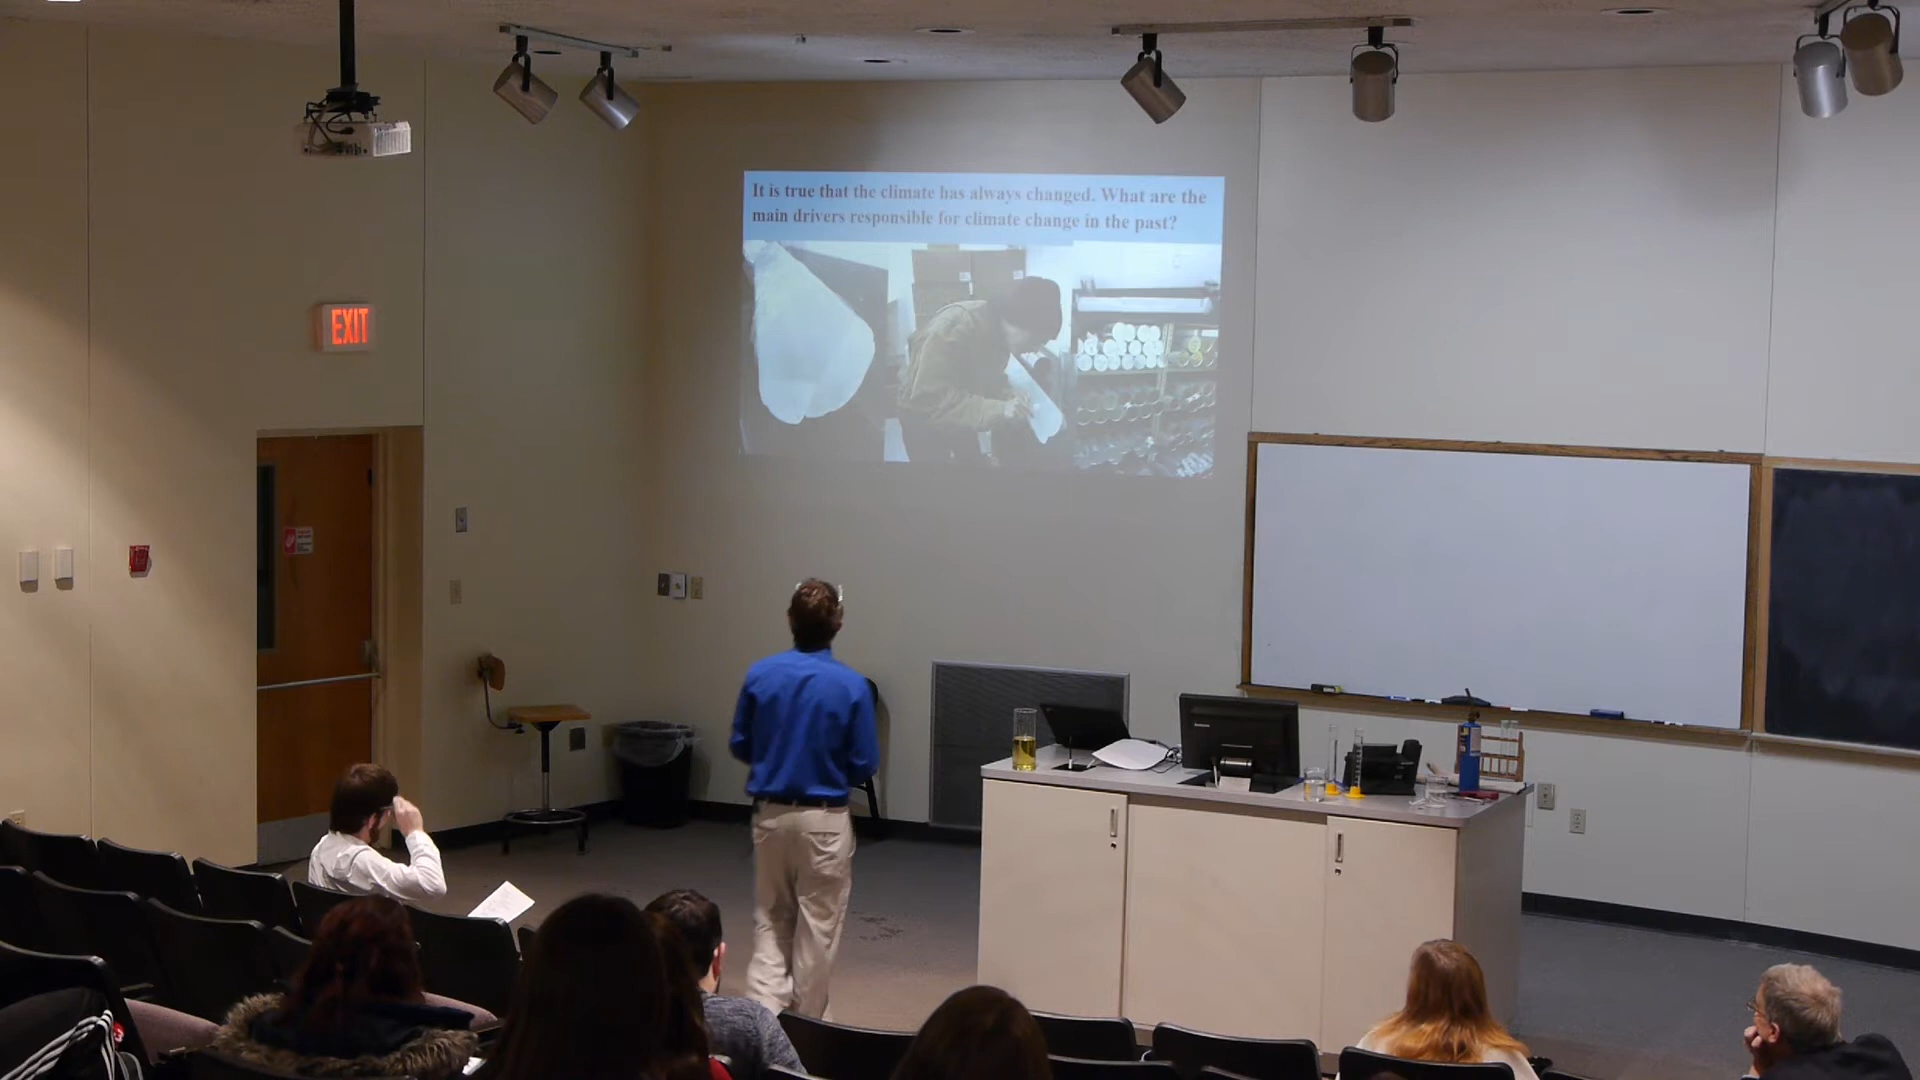 It is true that the climate has always changed. What are the
main drivers responsible for climate change in the past?
EXIT